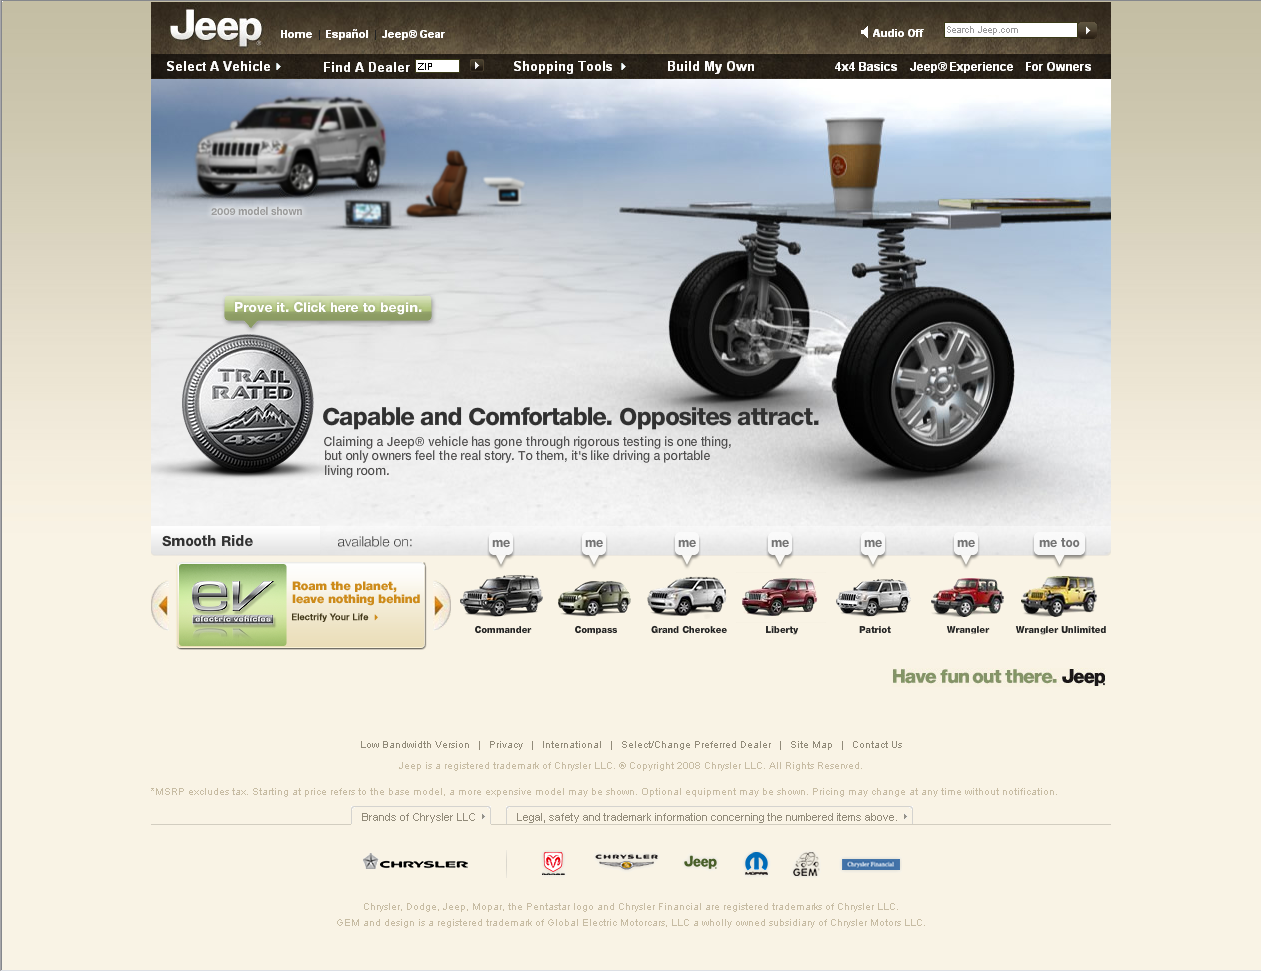 Jeep
Home
Español
Jeep® Gear
Audio Off
Search Jeep.com
Select A Vehicle
Find A Dealer
ZIP
Shopping Tools
Build My Own
4x4 Basics
Jeep® Experience
For Owners
2009 model shown
Prove it. Click here to begin.
TRAIL
RATED
4x4
Capable and Comfortable. Opposites attract.
Claiming a Jeep® vehicle has gone through rigorous testing is one thing,
but only owners feel the real story. To them, it's like driving a portable
living room.
Smooth Ride
available on:
me
me
me
me
me
me
me too
ev
electric vehicles
Roam the planet,
leave nothing behind
Electrify Your Life
Commander
Compass
Grand Cherokee
Liberty
Patriot
Wrangler
Wrangler Unlimited
Have fun out there. Jeep
Low Bandwidth Version | Privacy | International | Select/Change Preferred Dealer | Site Map | Contact Us
Jeep is a registered trademark of Chrysler LLC. © Copyright 2008 Chrysler LLC. All Rights Reserved.
*MSRP excludes tax. Starting at price refers to the base model, a more expensive model may be shown. Optional equipment may be shown. Pricing may change at any time without notification.
Brands of Chrysler LLC
Legal, safety and trademark information concerning the numbered items above.
CHRYSLER
DODGE
CHRYSLER
Jeep
MOPAR
GEM
Chrysler Financial
Chrysler, Dodge, Jeep, Mopar, the Pentastar logo and Chrysler Financial are registered trademarks of Chrysler LLC.
GEM and design is a registered trademark of Global Electric Motorcars, LLC a wholly owned subsidiary of Chrysler Motors LLC.